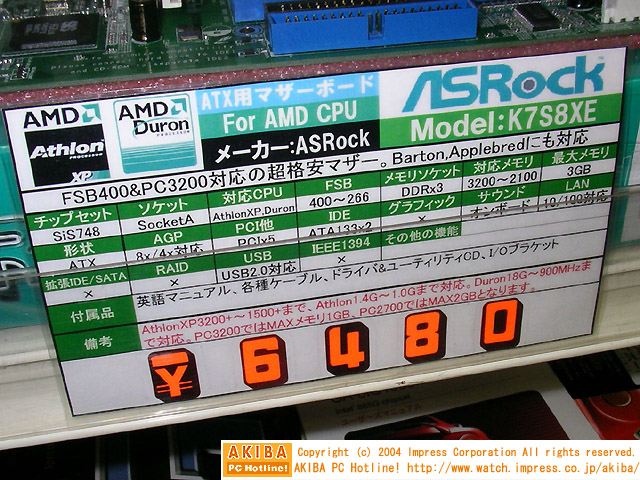 AMD
Athlon
XP
AMD
Duron
PROCESSOR
ATX用マザーボード
For AMD CPU
メーカー:ASRock
ASRock
Model:K7S8XE
FSB400&PC3200対応の超格安マザー。Barton,Applebredにも対応
チップセット ソケット 対応CPU FSB メモリソケット 対応メモリ 最大メモリ
SiS748 SocketA AthlonXP,Duron 400~266 DDRx3 3200~2100 3GB
形状 AGP PCI他 IDE グラフィック サウンド LAN
ATX 8x/4x対応 PCIx5 ATA133x2 × オンボード 10/100対応
拡張IDE/SATA RAID USB IEEE1394 その他の機能
× × USB2.0対応 ×
付属品 英語マニュアル、各種ケーブル、ドライバ&ユーティリティCD、I/Oブラケット
備考 AthlonXP3200+~1500+まで、Athlon1.4G~1.0Gまで対応。Duron18G~900MHzまで対応。PC3200ではMAXメモリ1GB、PC2700ではMAX2GBとなります。
¥6480
AKIBA
PC Hotline!
Copyright (c) 2004 Impress Corporation All rights reserved.
AKIBA PC Hotline! http://www.watch.impress.co.jp/akiba/